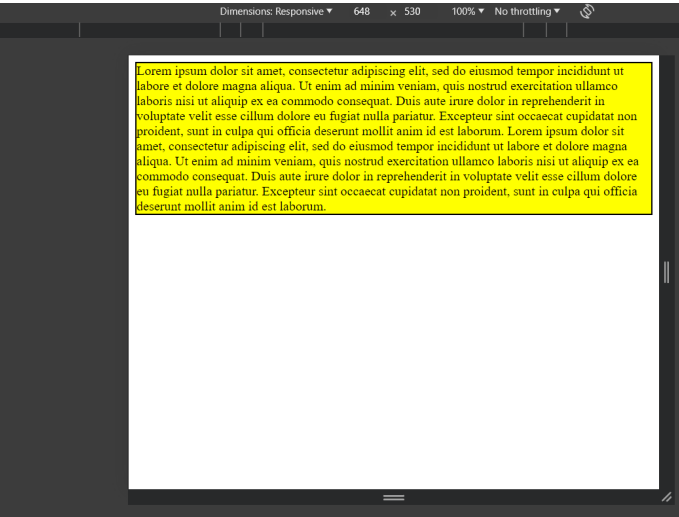 Dimensions: Responsive ▼ 648 × 530 100% ▼ No throttling ▼
Lorem ipsum dolor sit amet, consectetur adipiscing elit, sed do eiusmod tempor incididunt ut
labore et dolore magna aliqua. Ut enim ad minim veniam, quis nostrud exercitation ullamco
laboris nisi ut aliquip ex ea commodo consequat. Duis aute irure dolor in reprehenderit in
voluptate velit esse cillum dolore eu fugiat nulla pariatur. Excepteur sint occaecat cupidatat non
proident, sunt in culpa qui officia deserunt mollit anim id est laborum. Lorem ipsum dolor sit
amet, consectetur adipiscing elit, sed do eiusmod tempor incididunt ut labore et dolore magna
aliqua. Ut enim ad minim veniam, quis nostrud exercitation ullamco laboris nisi ut aliquip ex ea
commodo consequat. Duis aute irure dolor in reprehenderit in voluptate velit esse cillum dolore
eu fugiat nulla pariatur. Excepteur sint occaecat cupidatat non proident, sunt in culpa qui officia
deserunt mollit anim id est laborum.